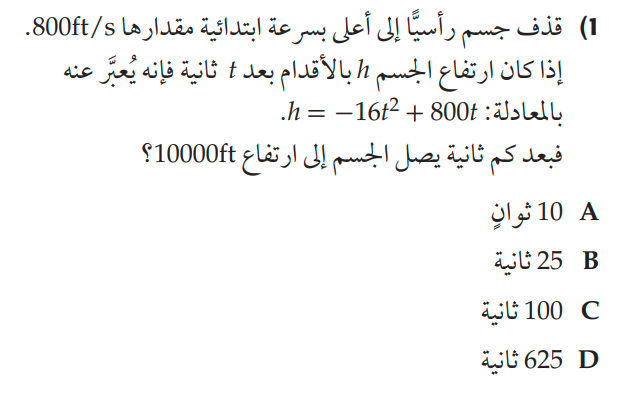 1) قذف جسم رأسيًّا إلى أعلى بسرعة ابتدائية مقدارها 800ft/s.
إذا كان ارتفاع الجسم h بالأقدام بعد t ثانية فإنه يُعبَّر عنه
بالمعادلة: h = −16t² + 800t.
فبعد كم ثانية يصل الجسم إلى ارتفاع 10000ft؟
A 10 ثوانٍ
B 25 ثانية
C 100 ثانية
D 625 ثانية